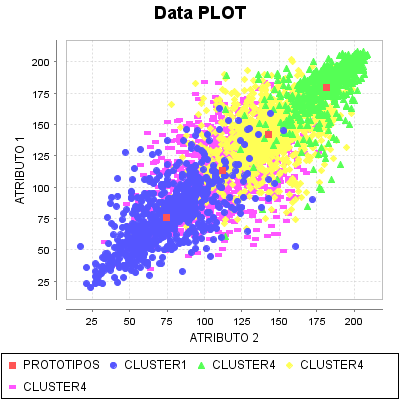 Data PLOT
200
175
150
125
100
75
50
25
ATRIBUTO 1
25 50 75 100 125 150 175 200
ATRIBUTO 2
PROTOTIPOS CLUSTER1 CLUSTER4 CLUSTER4
CLUSTER4